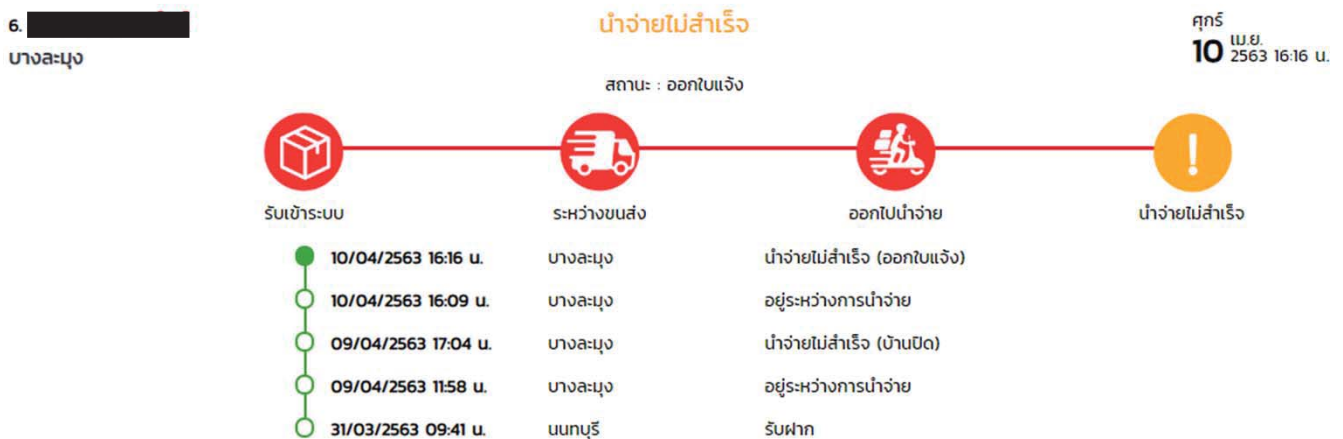 6.
บางละมุง
นำจ่ายไม่สำเร็จ
ศุกร์
10 เม.ย. 2563 16:16 น.
สถานะ : ออกใบแจ้ง
รับเข้าระบบ ระหว่างขนส่ง ออกไปนำจ่าย นำจ่ายไม่สำเร็จ
10/04/2563 16:16 น. บางละมุง นำจ่ายไม่สำเร็จ (ออกใบแจ้ง)
10/04/2563 16:09 น. บางละมุง อยู่ระหว่างการนำจ่าย
09/04/2563 17:04 น. บางละมุง นำจ่ายไม่สำเร็จ (บ้านปิด)
09/04/2563 11:58 น. บางละมุง อยู่ระหว่างการนำจ่าย
31/03/2563 09:41 น. นนทบุรี รับฝาก